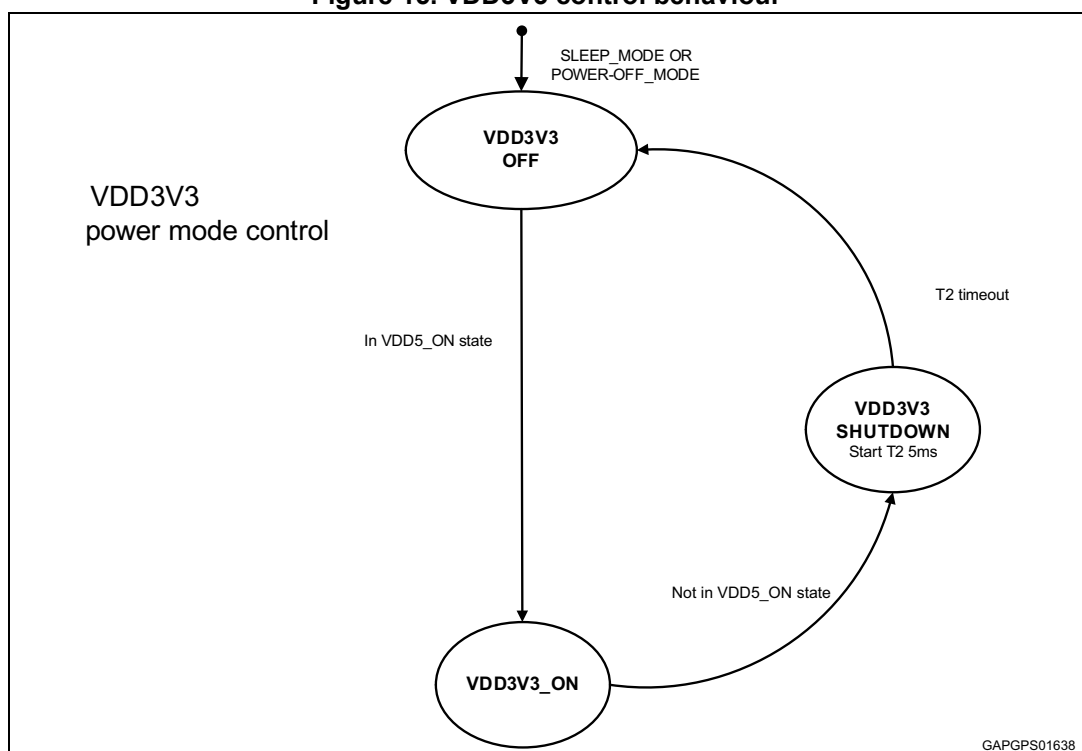 SLEEP_MODE OR
POWER-OFF_MODE
VDD3V3
OFF
VDD3V3
power mode control
T2 timeout
In VDD5_ON state
VDD3V3
SHUTDOWN
Start T2 5ms
Not in VDD5_ON state
VDD3V3_ON
GAPGPS01638